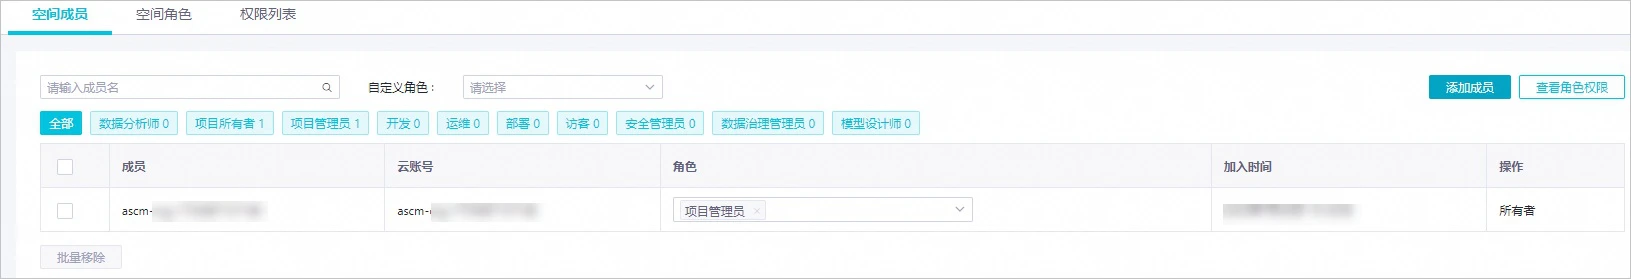 空间成员 空间角色 权限列表
请输入成员名 自定义角色： 请选择 添加成员 查看角色权限
全部 数据分析师 0 项目所有者 1 项目管理员 1 开发 0 运维 0 部署 0 访客 0 安全管理员 0 数据治理管理员 0 模型设计师 0
成员 云账号 角色 加入时间 操作
ascm- ascm- 项目管理员 × 所有者
批量移除